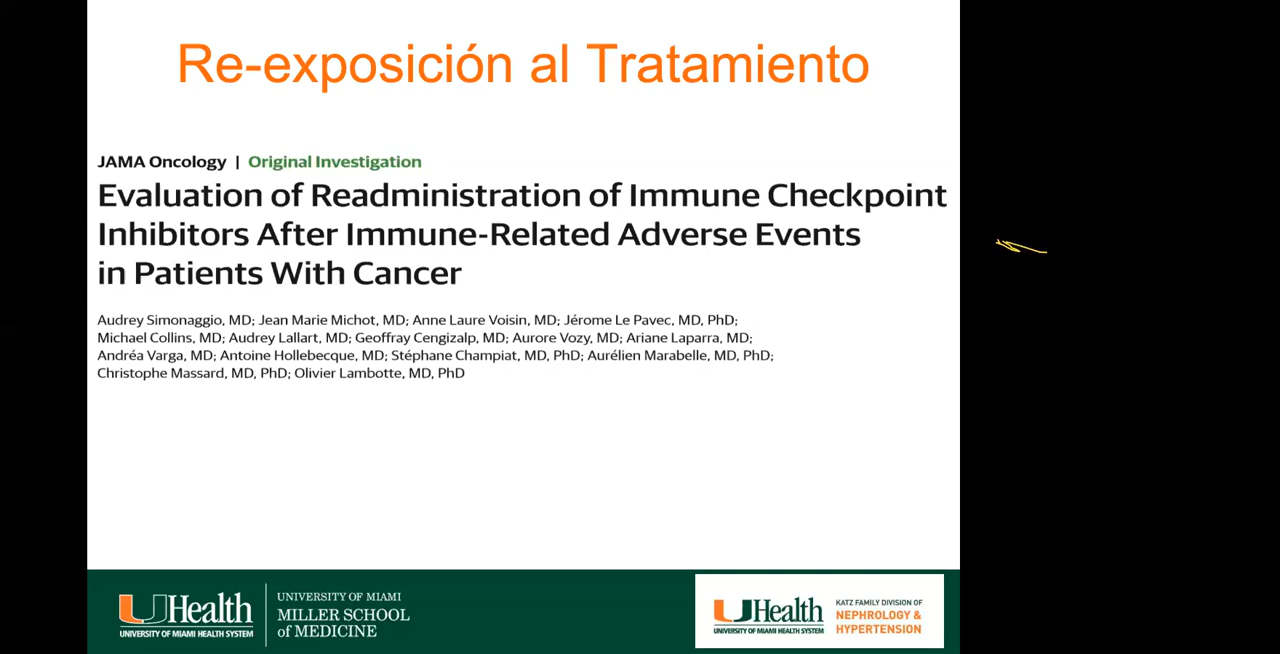 Re-exposición al Tratamiento
JAMA Oncology | Original Investigation
Evaluation of Readministration of Immune Checkpoint
Inhibitors After Immune-Related Adverse Events
in Patients With Cancer
Audrey Simonaggio, MD; Jean Marie Michot, MD; Anne Laure Voisin, MD; Jérome Le Pavec, MD, PhD;
Michael Collins, MD; Audrey Lallart, MD; Geoffray Cengizalp, MD; Aurore Vozy, MD; Ariane Laparra, MD;
Andréa Varga, MD; Antoine Hollebecque, MD; Stéphane Champiat, MD, PhD; Aurélien Marabelle, MD, PhD;
Christophe Massard, MD, PhD; Olivier Lambotte, MD, PhD
UHealth
UNIVERSITY OF MIAMI HEALTH SYSTEM
UNIVERSITY OF MIAMI
MILLER SCHOOL
of MEDICINE
UHealth
UNIVERSITY OF MIAMI HEALTH SYSTEM
KATZ FAMILY DIVISION OF
NEPHROLOGY &
HYPERTENSION